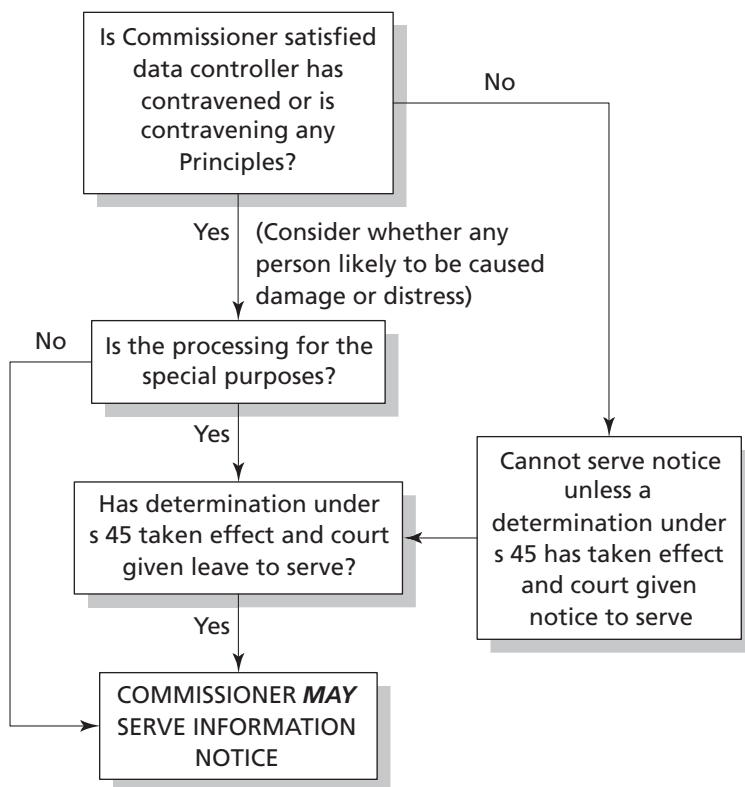 Is Commissioner satisfied
data controller has
contravened or is
contravening any
Principles?
No
Yes
(Consider whether any
person likely to be caused
damage or distress)
No
Is the processing for the
special purposes?
Yes
Has determination under
s 45 taken effect and court
given leave to serve?
Cannot serve notice
unless a
determination under
s 45 has taken effect
and court given
notice to serve
Yes
COMMISSIONER MAY
SERVE INFORMATION
NOTICE